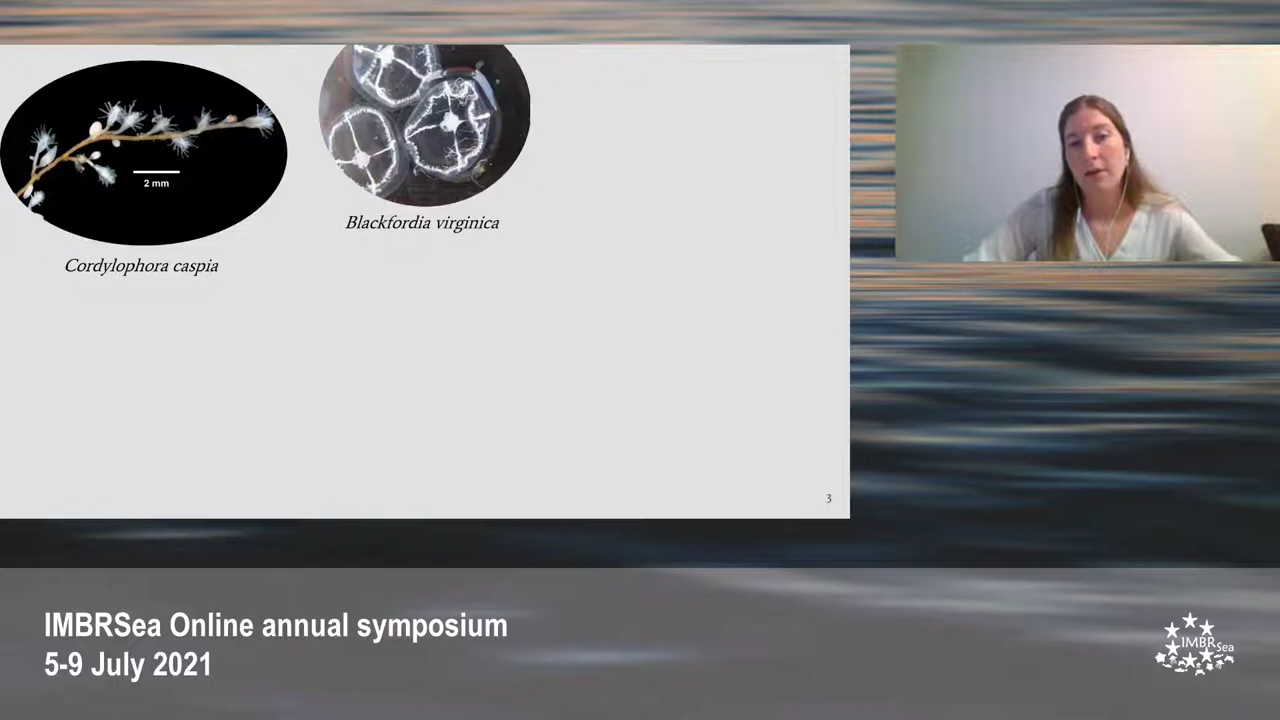 2 mm
Blackfordia virginica
Cordylophora caspia
3
IMBRSea Online annual symposium
5-9 July 2021
IMBRSea